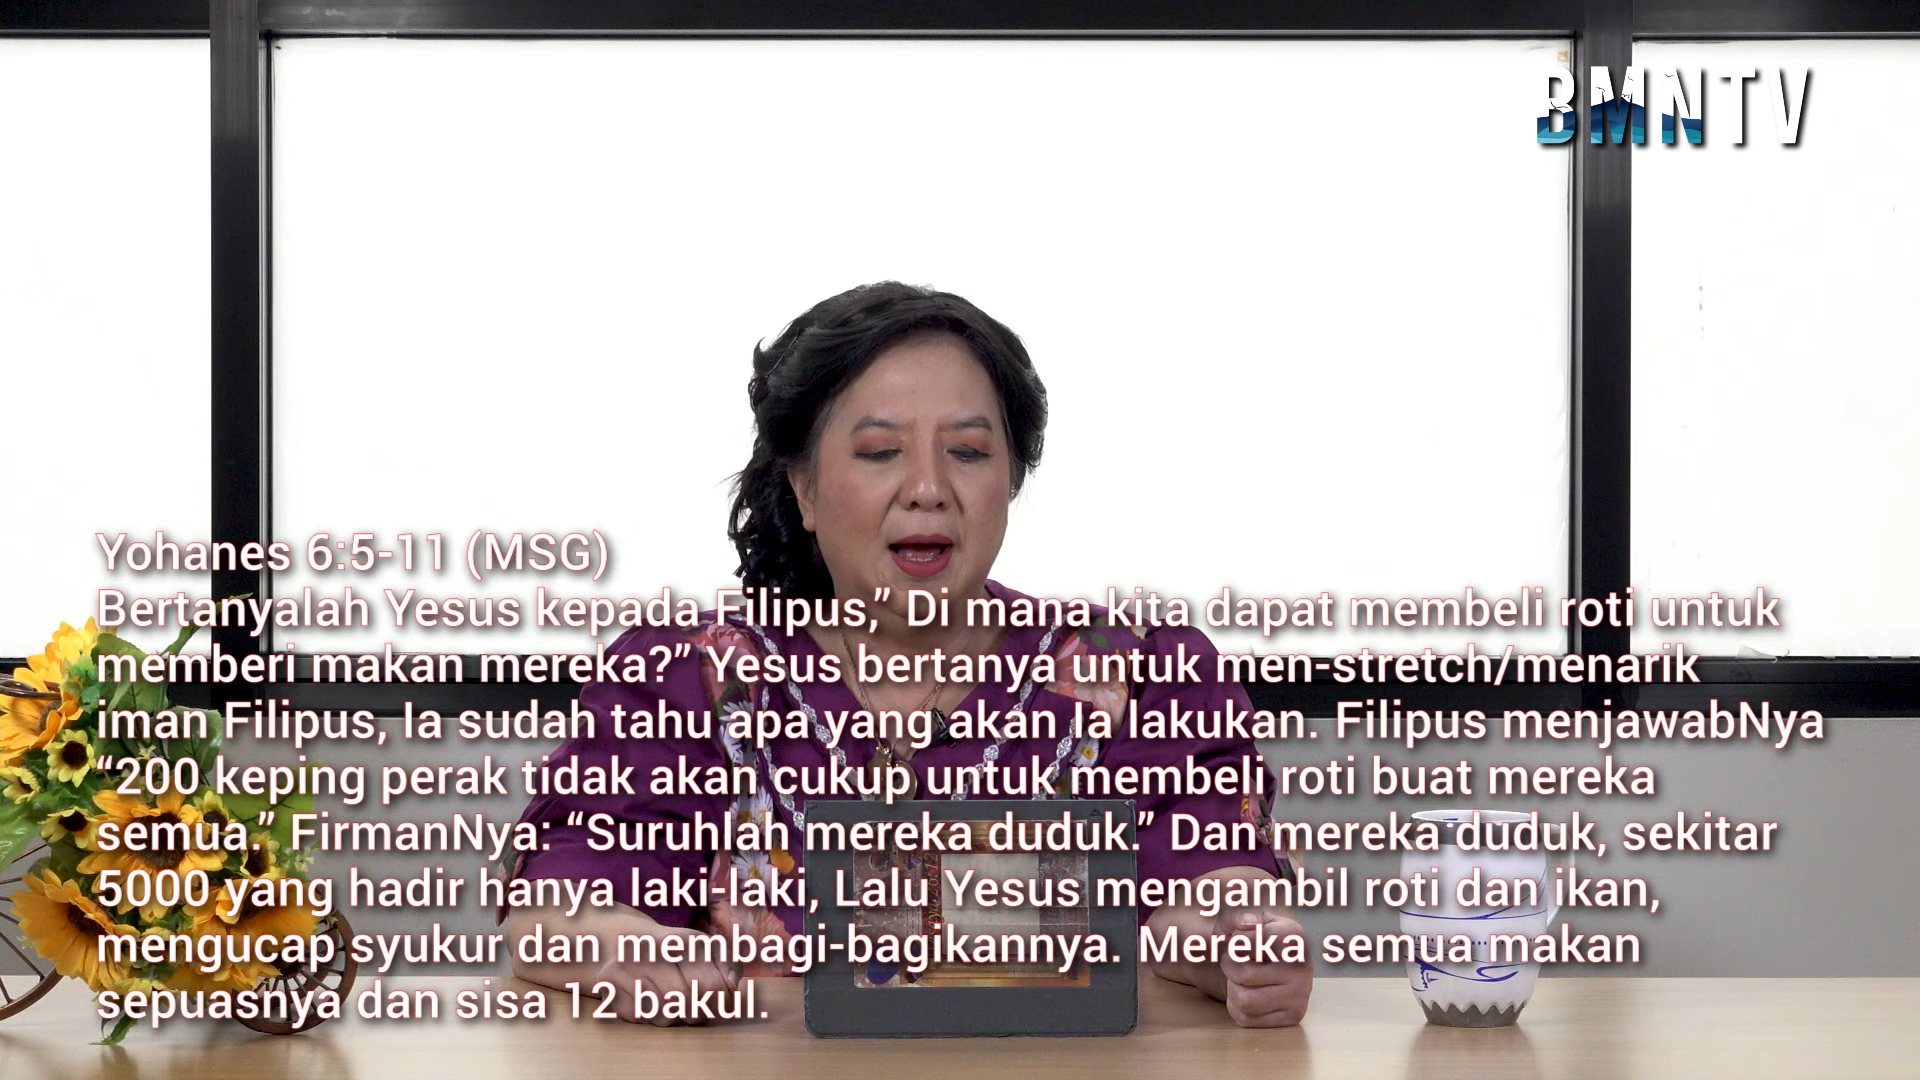 BMNTV
Yohanes 6:5-11 (MSG)
Bertanyalah Yesus kepada Filipus,” Di mana kita dapat membeli roti untuk
memberi makan mereka?” Yesus bertanya untuk men-stretch/menarik
iman Filipus, Ia sudah tahu apa yang akan Ia lakukan. Filipus menjawabNya
“200 keping perak tidak akan cukup untuk membeli roti buat mereka
semua.” FirmanNya: “Suruhlah mereka duduk.” Dan mereka duduk, sekitar
5000 yang hadir hanya laki-laki, Lalu Yesus mengambil roti dan ikan,
mengucap syukur dan membagi-bagikannya. Mereka semua makan
sepuasnya dan sisa 12 bakul.